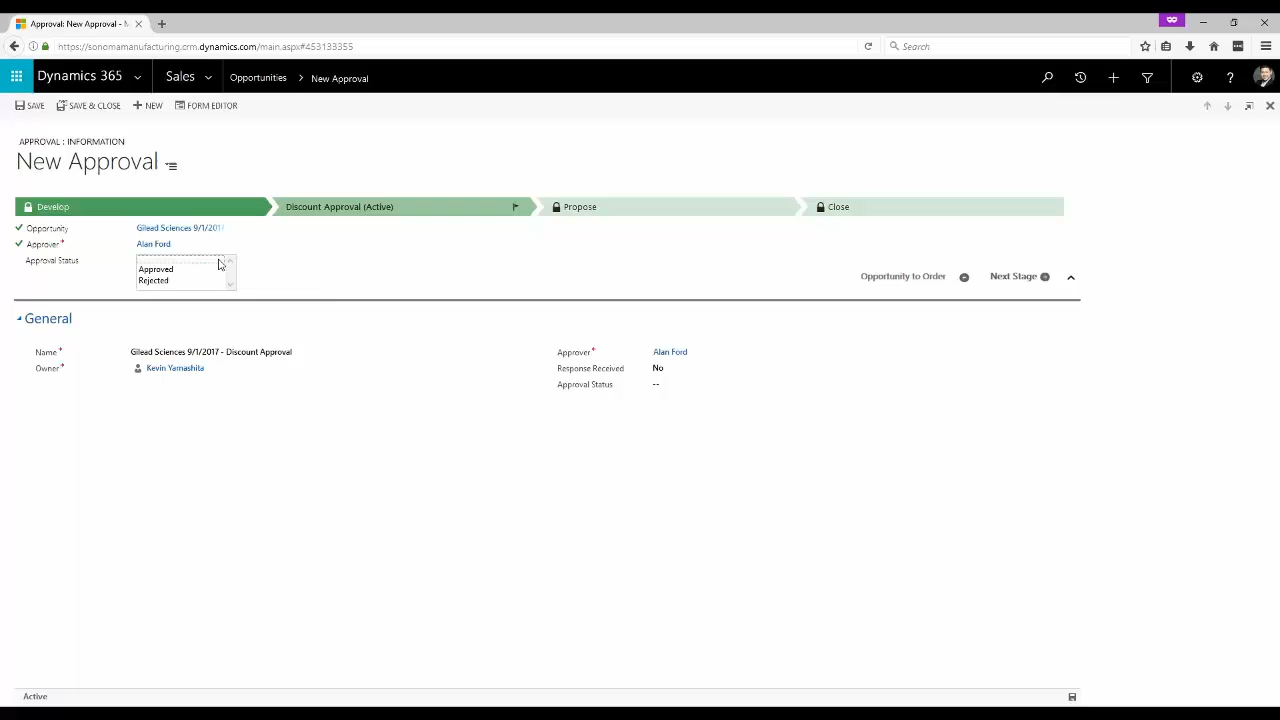 Approval: New Approval - M
https://sonomamanufacturing.crm.dynamics.com/main.aspx#453133355
Search
Dynamics 365
Sales
Opportunities > New Approval
SAVE
SAVE & CLOSE
NEW
FORM EDITOR
APPROVAL : INFORMATION
New Approval
Develop
Discount Approval (Active)
Propose
Close
Opportunity
Gilead Sciences 9/1/2017
Approver*
Alan Ford
Approval Status
Approved
Rejected
Opportunity to Order
Next Stage
General
Name*
Gilead Sciences 9/1/2017 - Discount Approval
Approver*
Alan Ford
Owner*
Kevin Yamashita
Response Received
No
Approval Status
--
Active